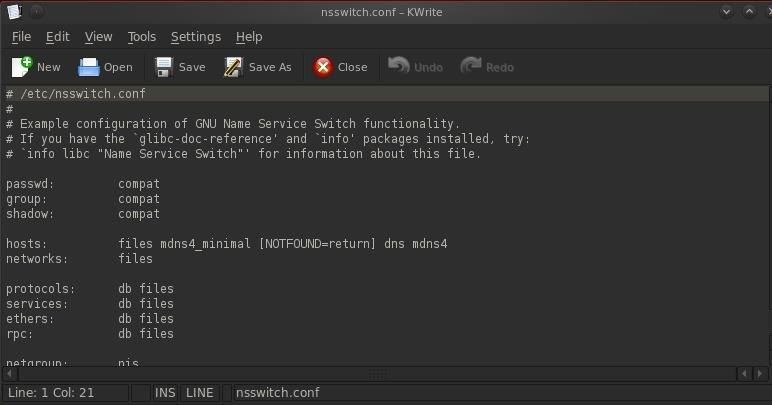 nsswitch.conf – KWrite
File Edit View Tools Settings Help
New Open Save Save As Close Undo Redo
# /etc/nsswitch.conf
#
# Example configuration of GNU Name Service Switch functionality.
# If you have the `glibc-doc-reference' and `info' packages installed, try:
# `info libc "Name Service Switch"' for information about this file.
passwd: compat
group: compat
shadow: compat
hosts: files mdns4_minimal [NOTFOUND=return] dns mdns4
networks: files
protocols: db files
services: db files
ethers: db files
rpc: db files
netgroup: nis
Line: 1 Col: 21 INS LINE nsswitch.conf